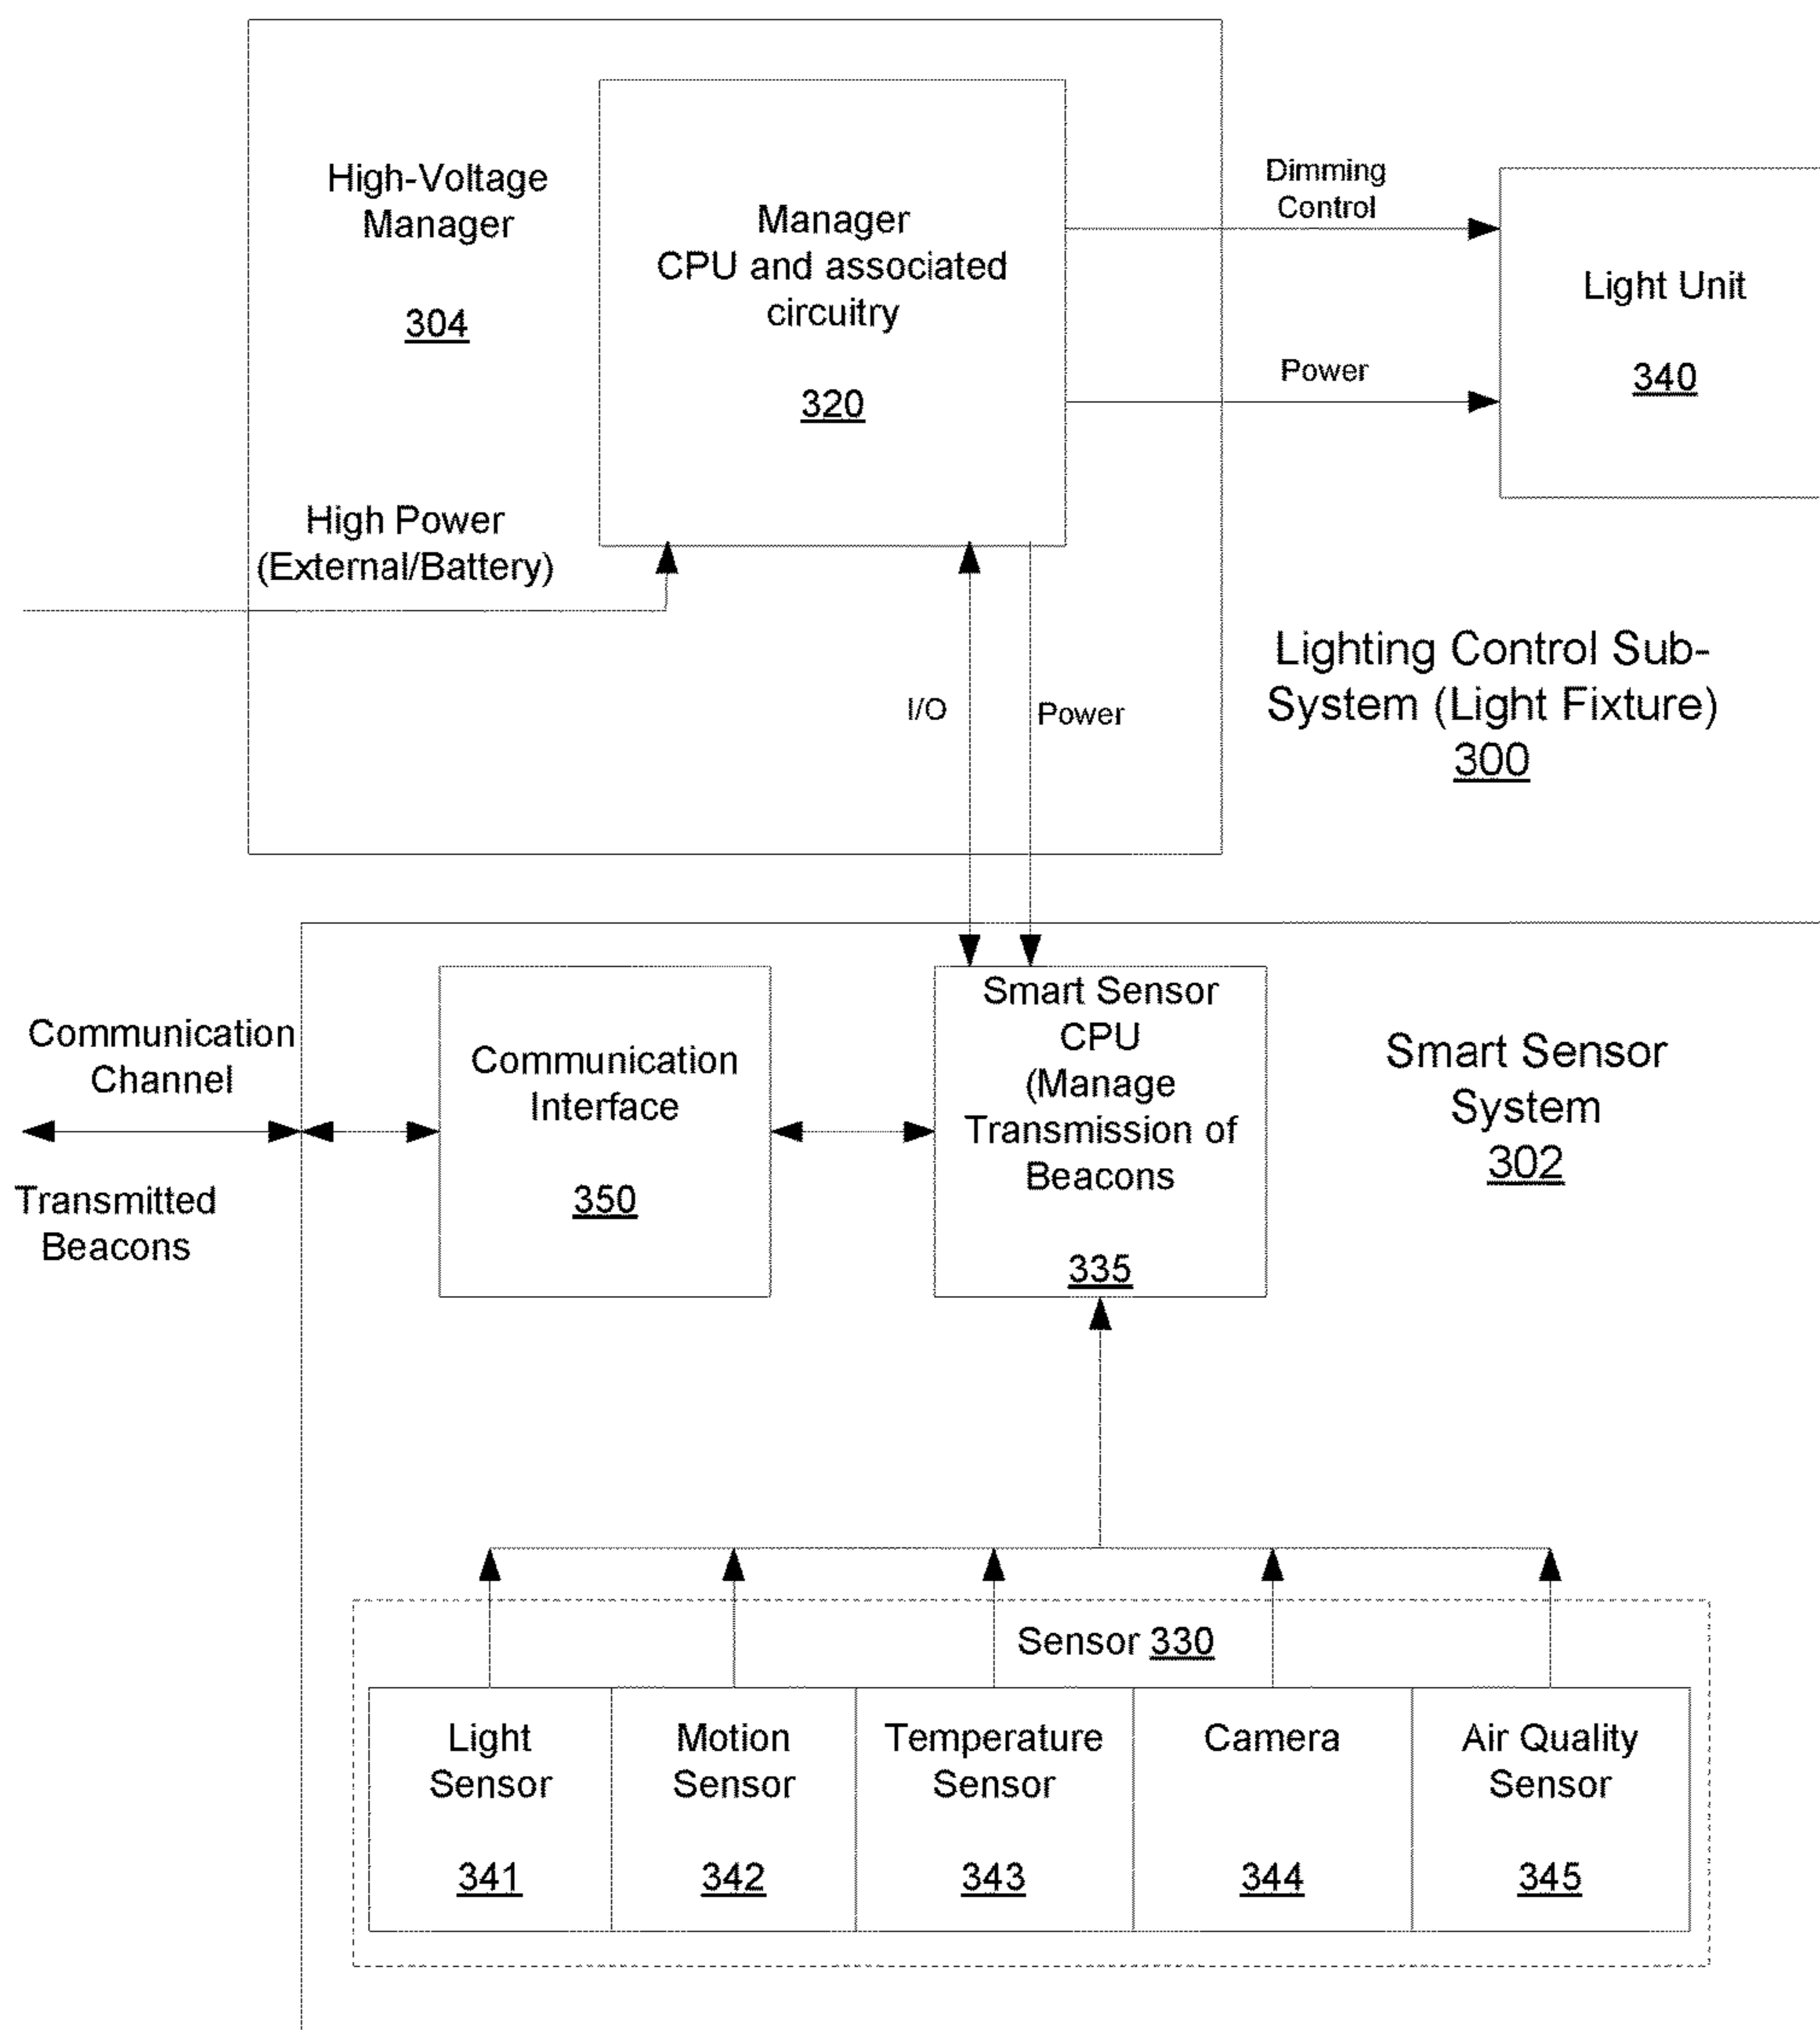 High-Voltage
Manager
304
Manager
CPU and associated
circuitry
320
Dimming
Control
Power
Light Unit
340
High Power
(External/Battery)
I/O
Power
Lighting Control Sub-
System (Light Fixture)
300
Communication
Channel
Transmitted
Beacons
Communication
Interface
350
Smart Sensor
CPU
(Manage
Transmission of
Beacons
335
Smart Sensor
System
302
Sensor 330
Light
Sensor
341
Motion
Sensor
342
Temperature
Sensor
343
Camera
344
Air Quality
Sensor
345